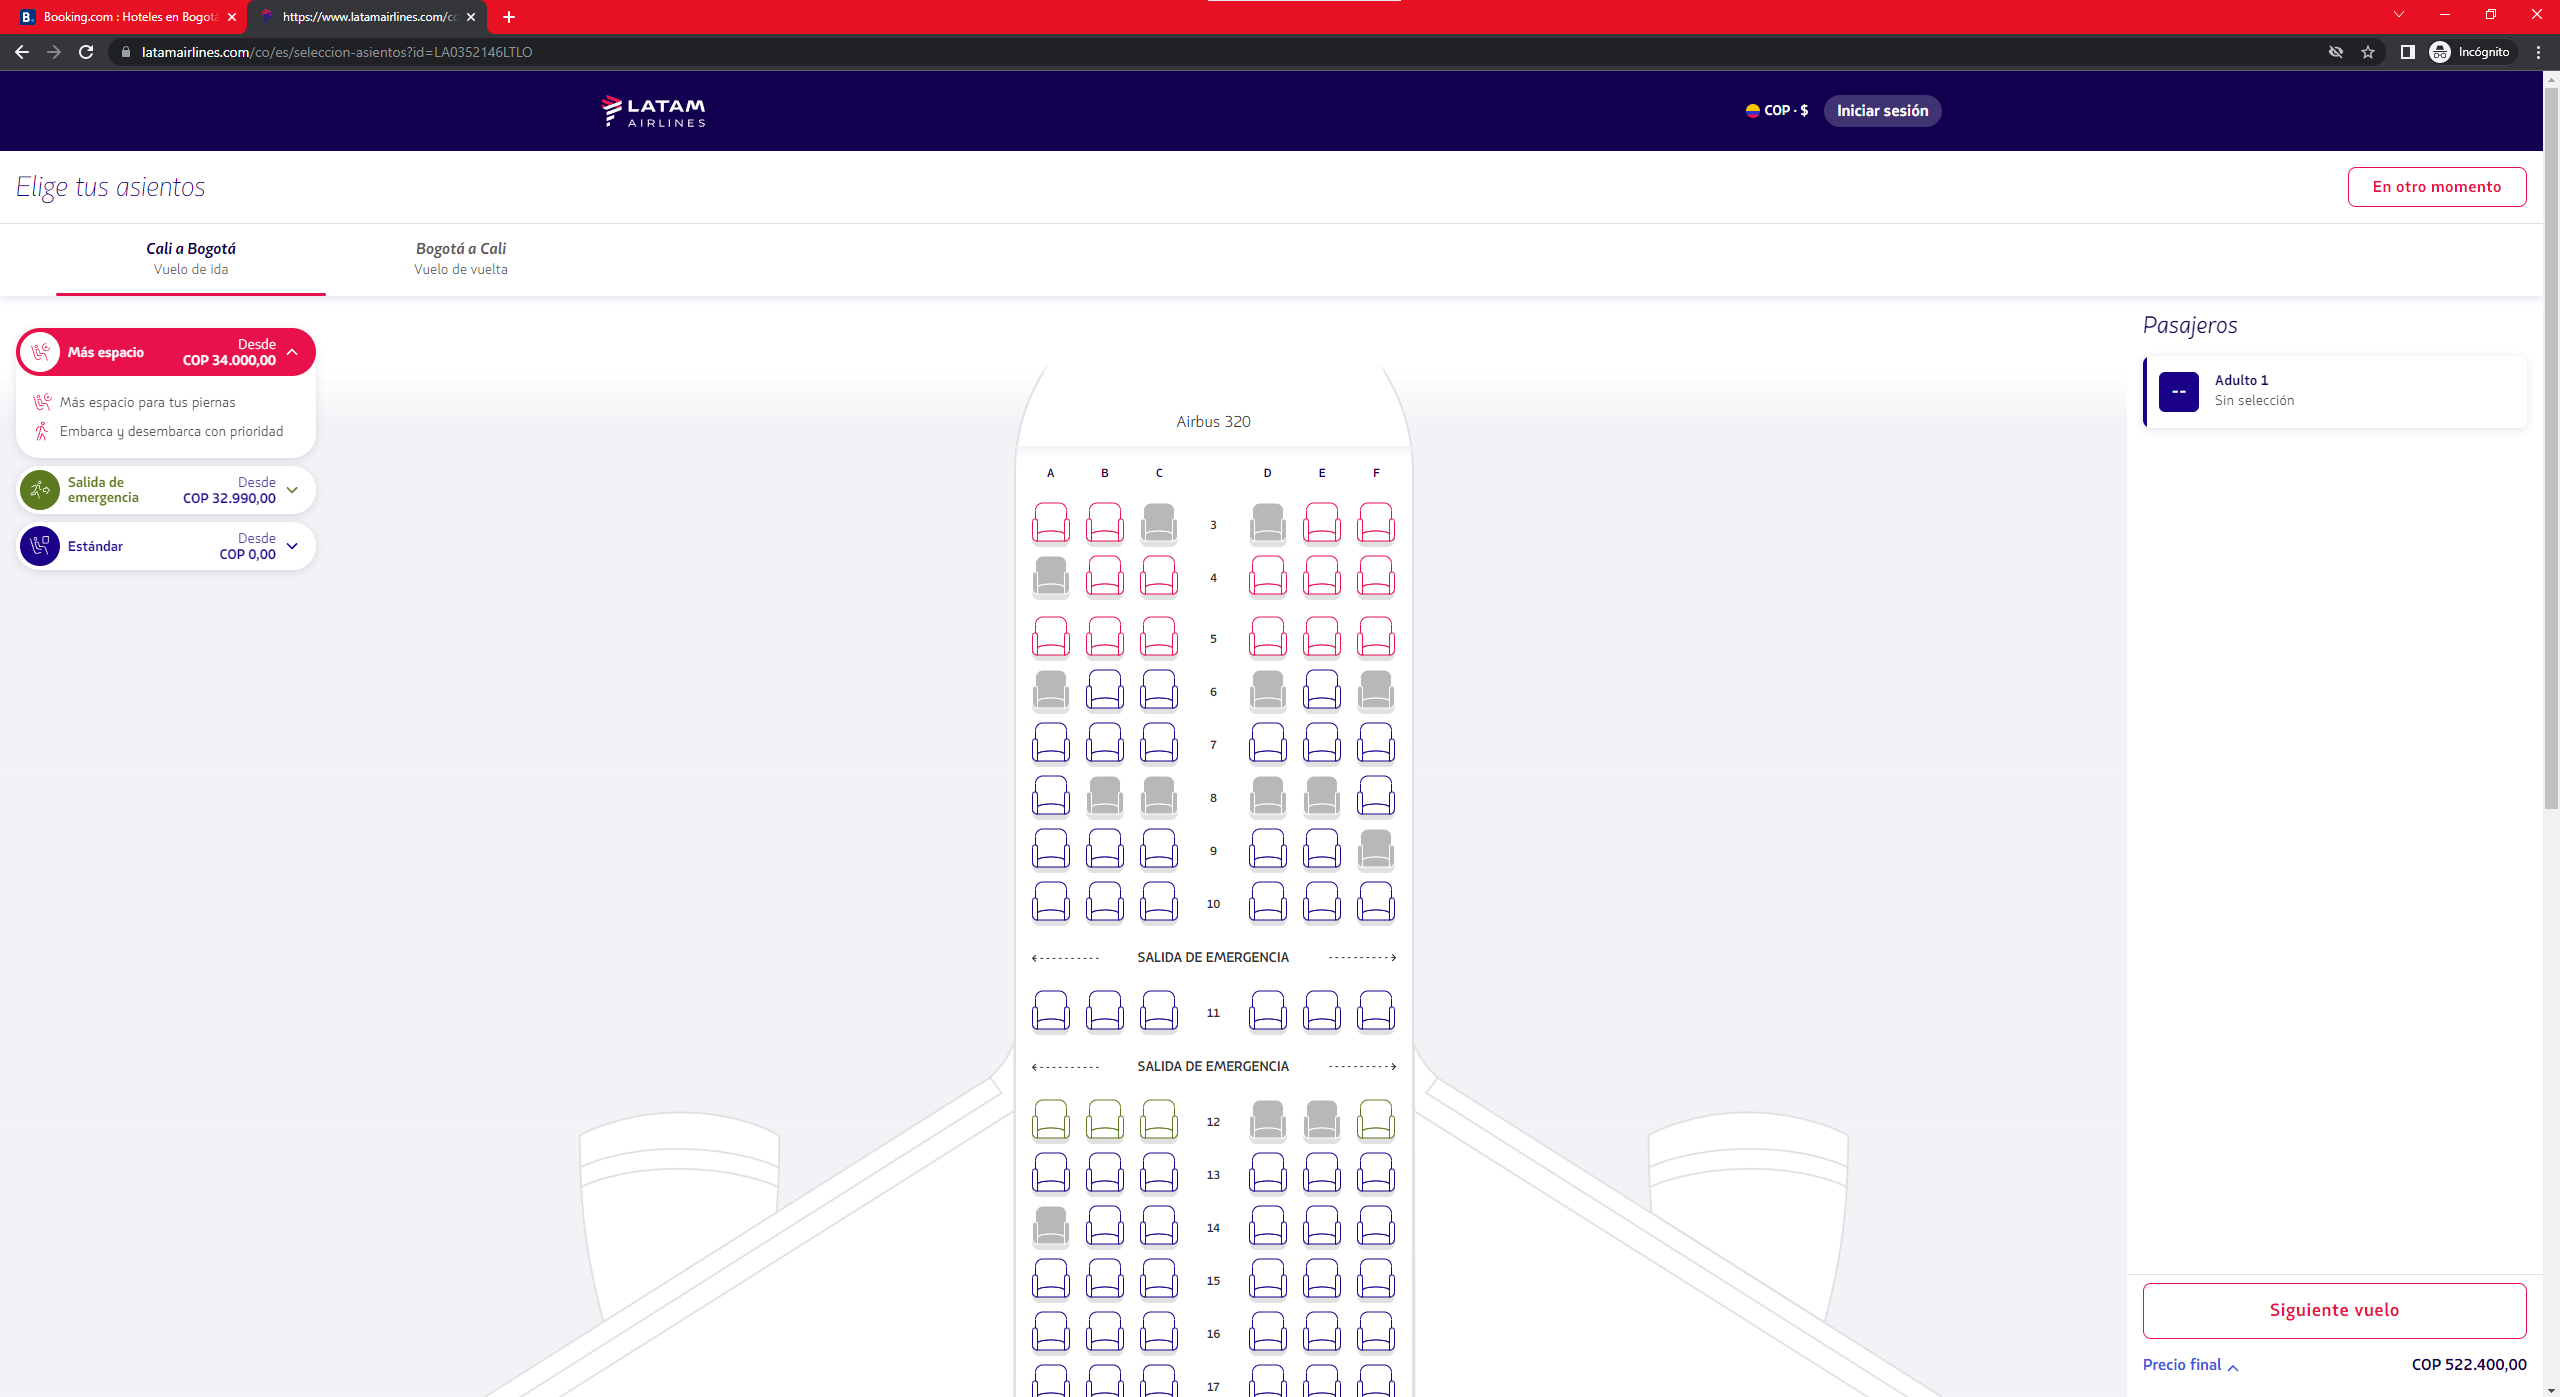 Booking.com : Hoteles en Bogotá
https://www.latamairlines.com/co
latamairlines.com/co/es/seleccion-asientos?id=LA0352146LTLO
Incógnito
LATAM
AIRLINES
COP · $
Iniciar sesión
Elige tus asientos
En otro momento
Cali a Bogotá
Vuelo de ida
Bogotá a Cali
Vuelo de vuelta
Más espacio
Desde
COP 34.000,00
Más espacio para tus piernas
Embarca y desembarca con prioridad
Salida de
emergencia
Desde
COP 32.990,00
Estándar
Desde
COP 0,00
Airbus 320
A B C D E F
3
4
5
6
7
8
9
10
SALIDA DE EMERGENCIA
11
SALIDA DE EMERGENCIA
12
13
14
15
16
17
Pasajeros
--
Adulto 1
Sin selección
Siguiente vuelo
Precio final
COP 522.400,00